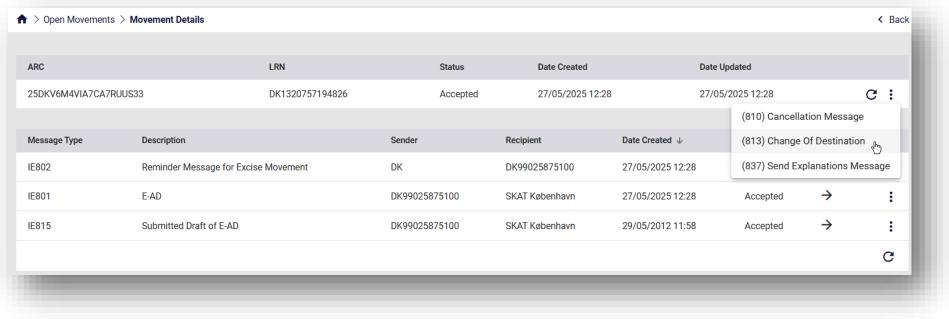 > Open Movements > Movement Details < Back
ARC LRN Status Date Created Date Updated
25DKV6M4VIA7CA7RUUS33 DK1320757194826 Accepted 27/05/2025 12:28 27/05/2025 12:28
(810) Cancellation Message
Message Type Description Sender Recipient Date Created ↓
(813) Change Of Destination
IE802 Reminder Message for Excise Movement DK DK99025875100 27/05/2025 12:28
(837) Send Explanations Message
IE801 E-AD DK99025875100 SKAT København 27/05/2025 12:28 Accepted →
IE815 Submitted Draft of E-AD DK99025875100 SKAT København 29/05/2012 11:58 Accepted →